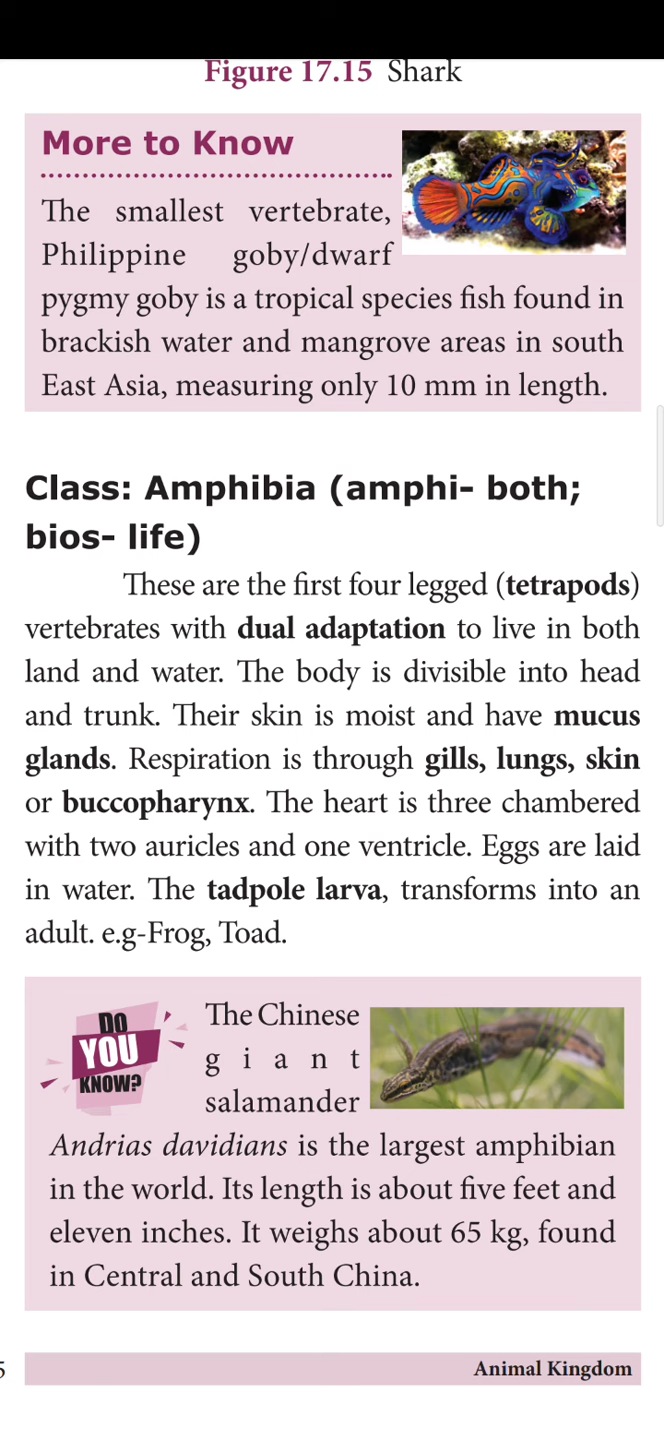 Figure 17.15 Shark
More to Know
The smallest vertebrate,
Philippine goby/dwarf
pygmy goby is a tropical species fish found in
brackish water and mangrove areas in south
East Asia, measuring only 10 mm in length.
Class: Amphibia (amphi- both;
bios- life)
These are the first four legged (tetrapods)
vertebrates with dual adaptation to live in both
land and water. The body is divisible into head
and trunk. Their skin is moist and have mucus
glands. Respiration is through gills, lungs, skin
or buccopharynx. The heart is three chambered
with two auricles and one ventricle. Eggs are laid
in water. The tadpole larva, transforms into an
adult. e.g-Frog, Toad.
DO
YOU
KNOW?
The Chinese
giant
salamander
Andrias davidians is the largest amphibian
in the world. Its length is about five feet and
eleven inches. It weighs about 65 kg, found
in Central and South China.
5
Animal Kingdom